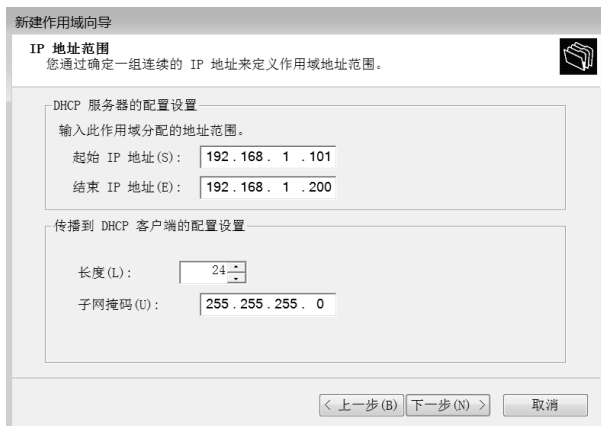 新建作用域向导
IP 地址范围
您通过确定一组连续的 IP 地址来定义作用域地址范围。
DHCP 服务器的配置设置
输入此作用域分配的地址范围。
起始 IP 地址(S): 192 . 168 . 1 . 101
结束 IP 地址(E): 192 . 168 . 1 . 200
传播到 DHCP 客户端的配置设置
长度(L): 24
子网掩码(U): 255 . 255 . 255 . 0
< 上一步(B) 下一步(N) > 取消